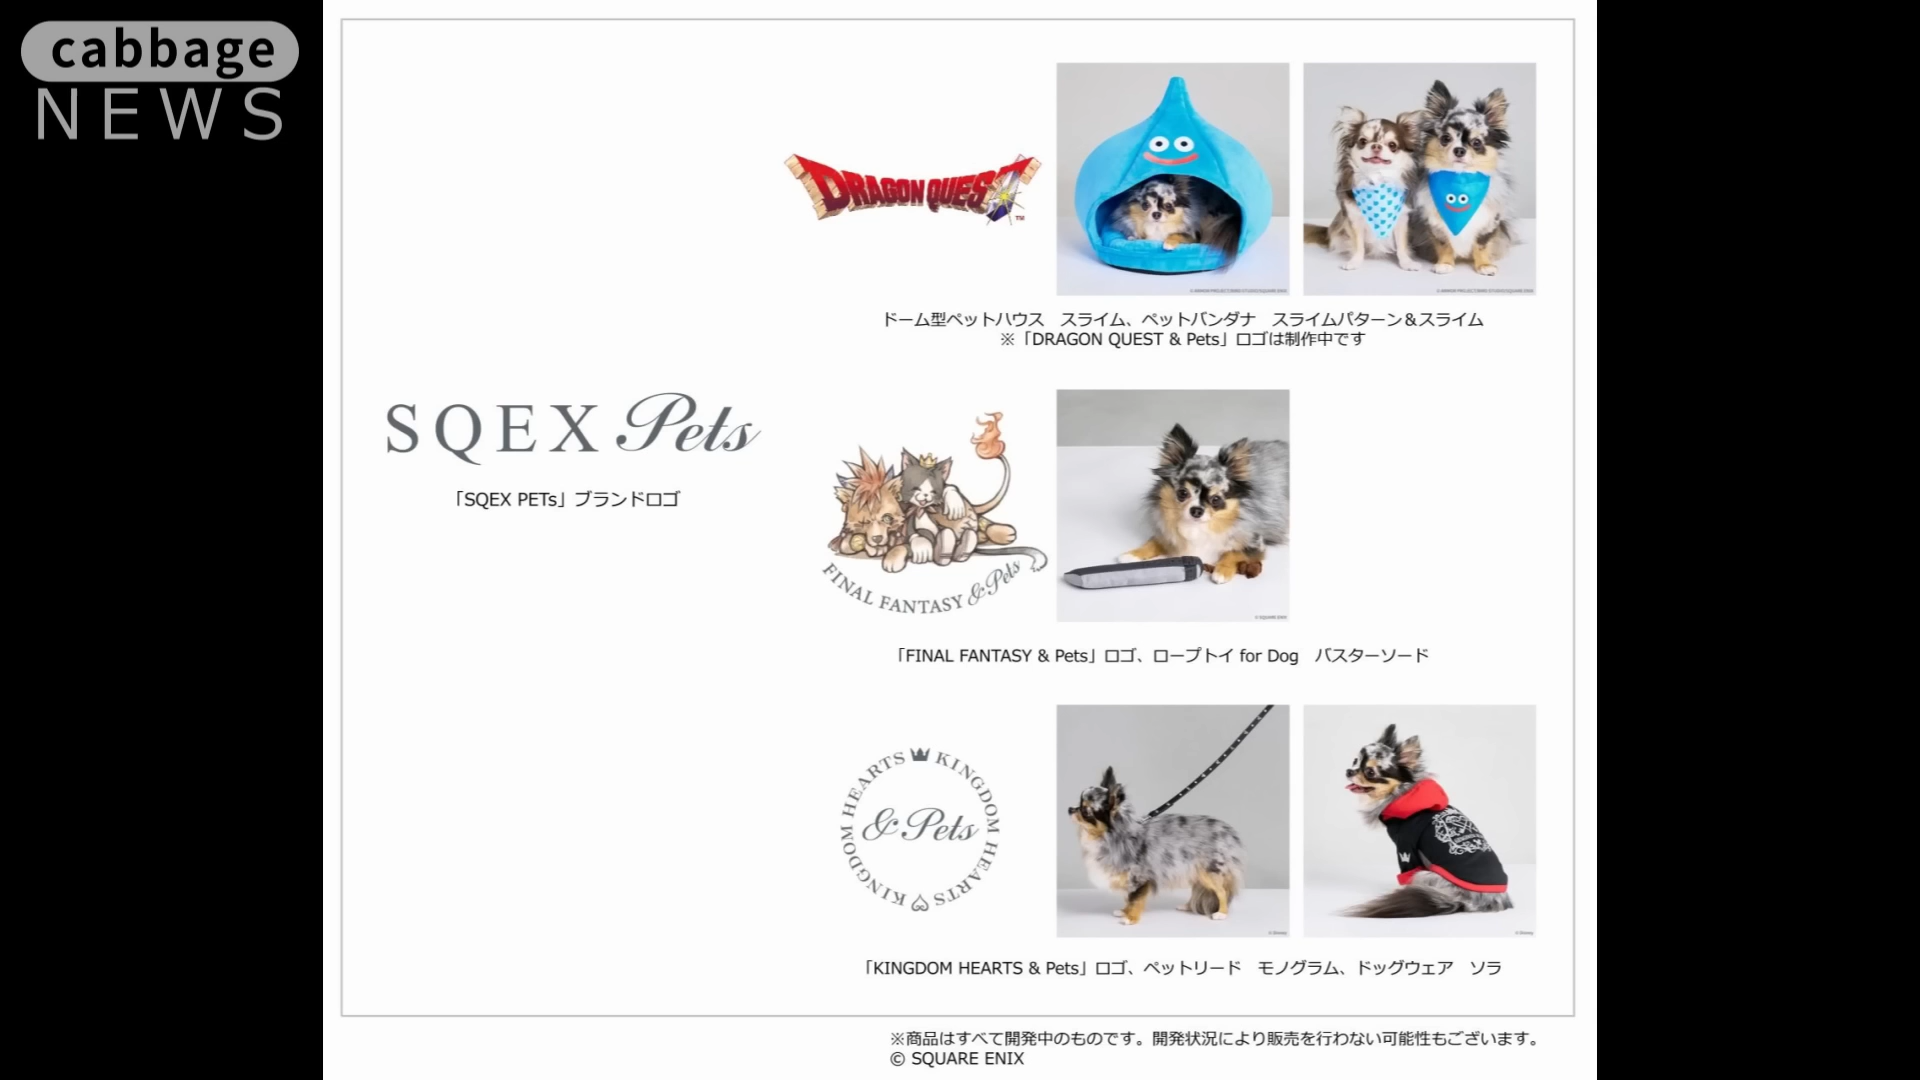 cabbage
NEWS
DRAGON QUEST
TM
ドーム型ペットハウス　スライム、ペットバンダナ　スライムパターン＆スライム
※「DRAGON QUEST & Pets」ロゴは制作中です
SQEX Pets
「SQEX PETs」ブランドロゴ
FINAL FANTASY & Pets
© SQUARE ENIX
「FINAL FANTASY & Pets」ロゴ、ロープトイ for Dog　バスターソード
KINGDOM HEARTS KINGDOM HEARTS
& Pets
© Disney
© Disney
「KINGDOM HEARTS & Pets」ロゴ、ペットリード　モノグラム、ドッグウェア　ソラ
※商品はすべて開発中のものです。開発状況により販売を行わない可能性もございます。
© SQUARE ENIX